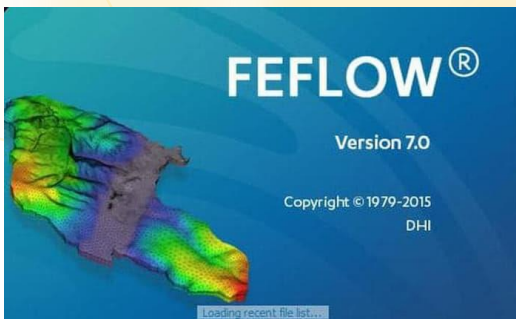 FEFLOW®
Version 7.0
Copyright © 1979-2015
DHI
Loading recent file list...